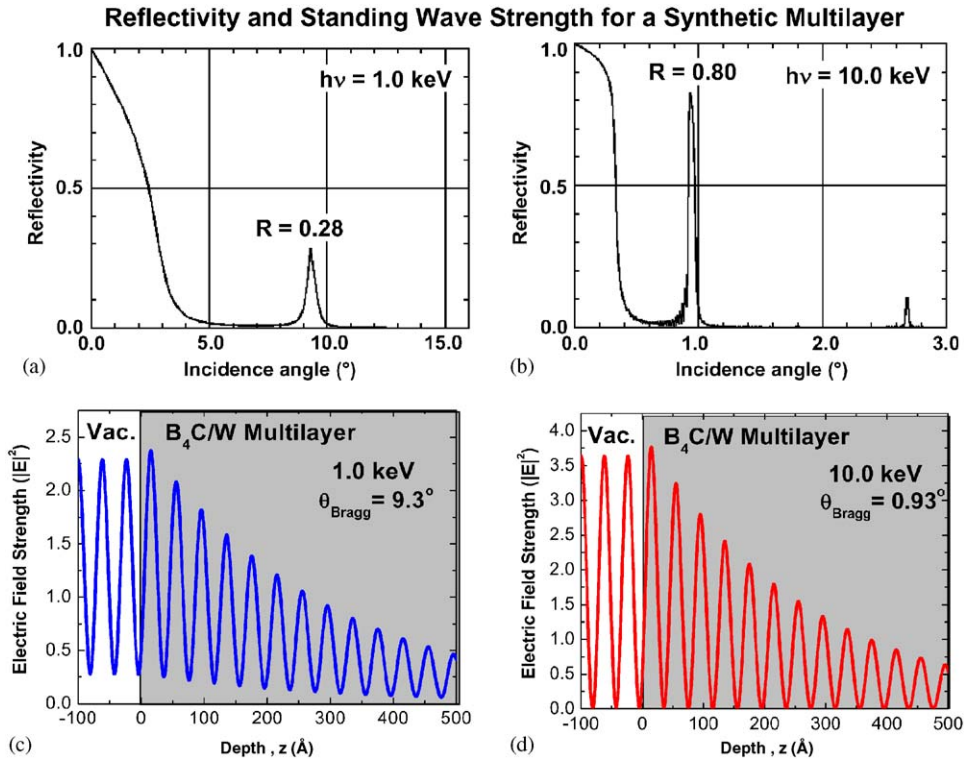 Reflectivity and Standing Wave Strength for a Synthetic Multilayer
1.0
hν = 1.0 keV
Reflectivity
0.5
R = 0.28
0.0
0.0 5.0 10.0 15.0
Incidence angle (°)
(a)
1.0
R = 0.80
hν = 10.0 keV
Reflectivity
0.5
0.0
0.0 1.0 2.0 3.0
Incidence angle (°)
(b)
Vac. B₄C/W Multilayer
1.0 keV
θBragg = 9.3°
Electric Field Strength (|E|²)
2.5
2.0
1.5
1.0
0.5
0.0
-100 0 100 200 300 400 500
Depth , z (Å)
(c)
Vac. B₄C/W Multilayer
10.0 keV
θBragg = 0.93°
Electric Field Strength (|E|²)
4.0
3.5
3.0
2.5
2.0
1.5
1.0
0.5
0.0
-100 0 100 200 300 400 500
Depth , z (Å)
(d)